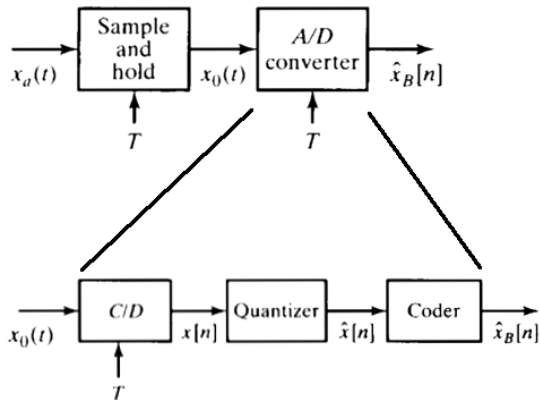 Sample
and
hold
A/D
converter
x_a(t)
x_0(t)
x̂_B[n]
T
T
C/D
Quantizer
Coder
x_0(t)
x[n]
x̂[n]
x̂_B[n]
T